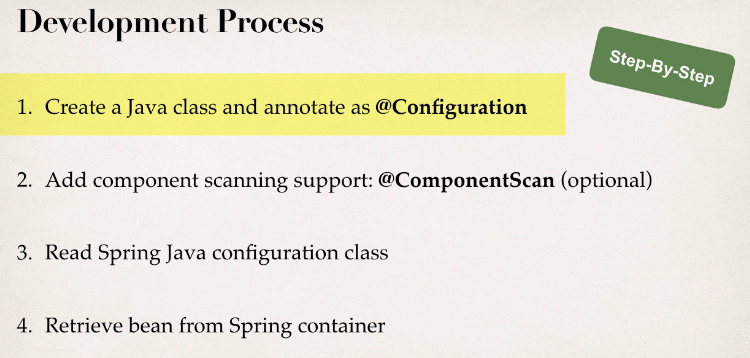 Development Process
Step-By-Step
1. Create a Java class and annotate as @Configuration
2. Add component scanning support: @ComponentScan (optional)
3. Read Spring Java configuration class
4. Retrieve bean from Spring container